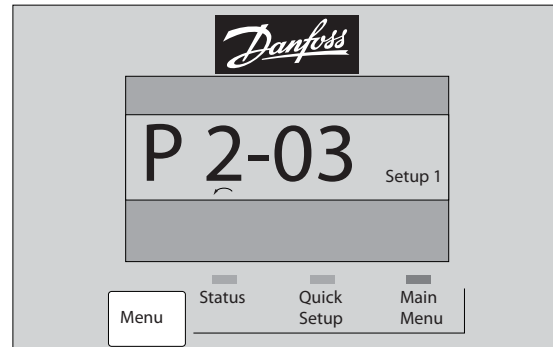 Danfoss
P 2-03
Setup 1
Status
Quick
Setup
Main
Menu
Menu